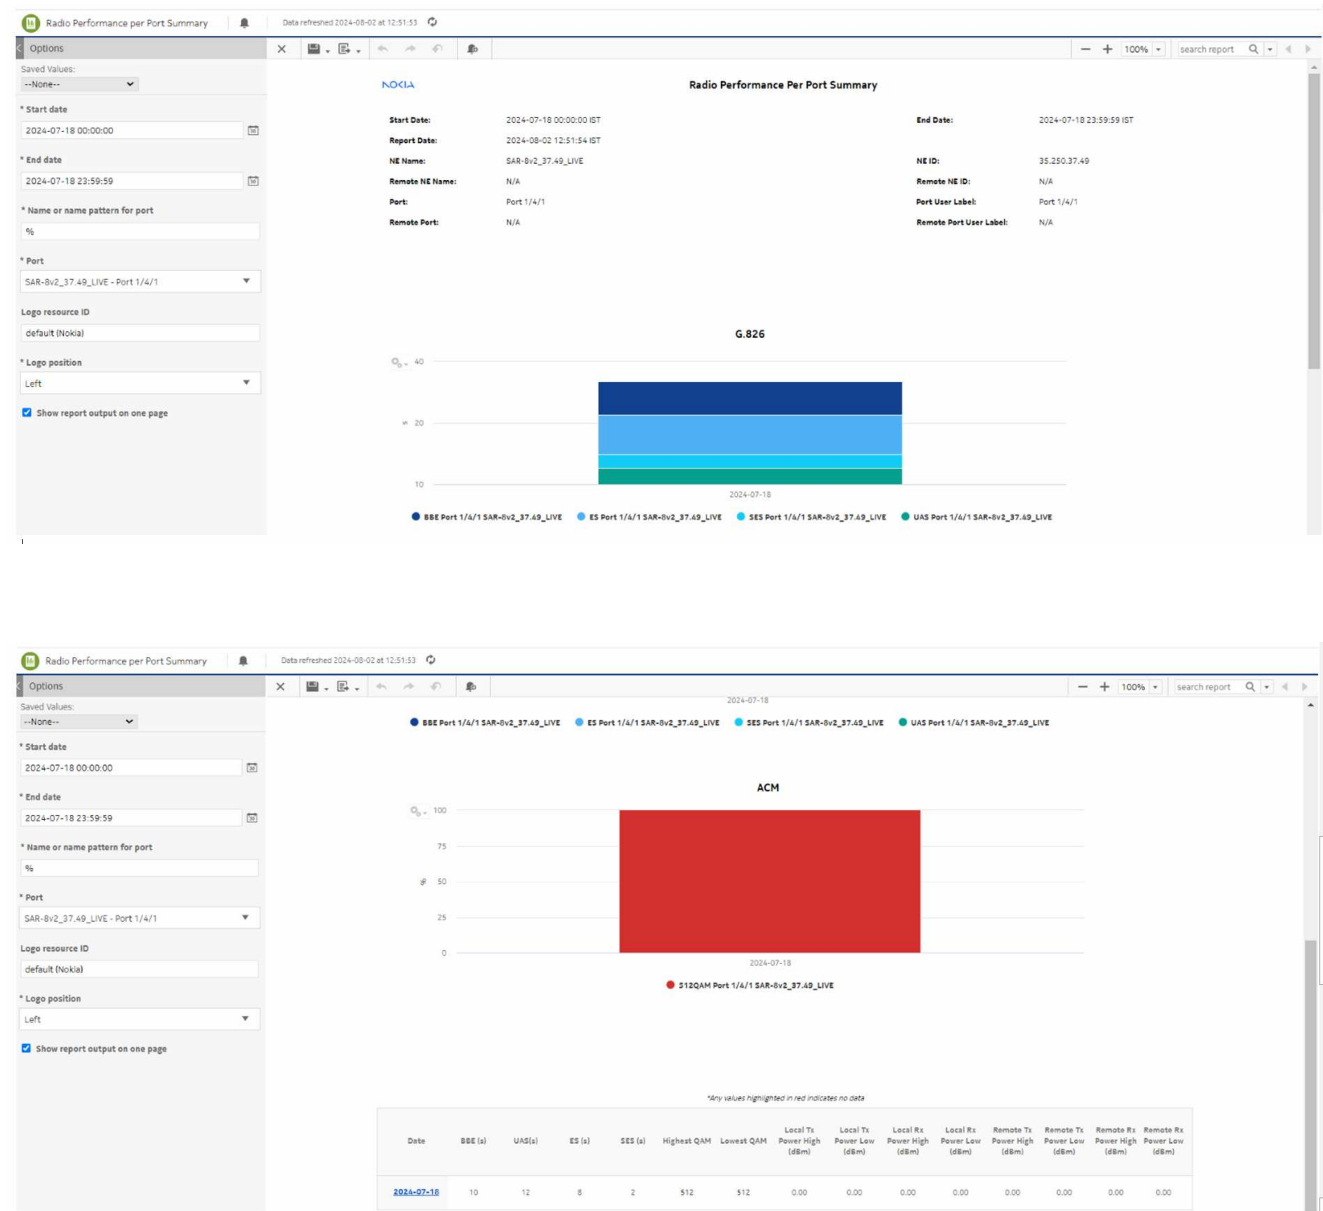 Radio Performance per Port Summary
Data refreshed 2024-08-02 at 12:51:53
Options
100%
search report
Saved Values:
--None--
* Start date
2024-07-18 00:00:00
* End date
2024-07-18 23:59:59
* Name or name pattern for port
%
* Port
SAR-8v2_37.49_LIVE - Port 1/4/1
Logo resource ID
default (Nokia)
* Logo position
Left
Show report output on one page
NOKIA
Radio Performance Per Port Summary
Start Date: 2024-07-18 00:00:00 IST End Date: 2024-07-18 23:59:59 IST
Report Date: 2024-08-02 12:51:54 IST
NE Name: SAR-8v2_37.49_LIVE NE ID: 35.250.37.49
Remote NE Name: N/A Remote NE ID: N/A
Port: Port 1/4/1 Port User Label: Port 1/4/1
Remote Port: N/A Remote Port User Label: N/A
G.826
40
s 20
10
2024-07-18
BBE Port 1/4/1 SAR-8v2_37.49_LIVE ES Port 1/4/1 SAR-8v2_37.49_LIVE SES Port 1/4/1 SAR-8v2_37.49_LIVE UAS Port 1/4/1 SAR-8v2_37.49_LIVE
Radio Performance per Port Summary
Data refreshed 2024-08-02 at 12:51:53
Options
100%
search report
Saved Values:
--None--
* Start date
2024-07-18 00:00:00
* End date
2024-07-18 23:59:59
* Name or name pattern for port
%
* Port
SAR-8v2_37.49_LIVE - Port 1/4/1
Logo resource ID
default (Nokia)
* Logo position
Left
Show report output on one page
2024-07-18
BBE Port 1/4/1 SAR-8v2_37.49_LIVE ES Port 1/4/1 SAR-8v2_37.49_LIVE SES Port 1/4/1 SAR-8v2_37.49_LIVE UAS Port 1/4/1 SAR-8v2_37.49_LIVE
ACM
100
75
% 50
25
0
2024-07-18
512QAM Port 1/4/1 SAR-8v2_37.49_LIVE
*Any values highlighted in red indicates no data
Date BBE (s) UAS(s) ES (s) SES (s) Highest QAM Lowest QAM Local Tx Power High (dBm) Local Tx Power Low (dBm) Local Rx Power High (dBm) Local Rx Power Low (dBm) Remote Tx Power High (dBm) Remote Tx Power Low (dBm) Remote Rx Power High (dBm) Remote Rx Power Low (dBm)
2024-07-18 10 12 8 2 512 512 0.00 0.00 0.00 0.00 0.00 0.00 0.00 0.00